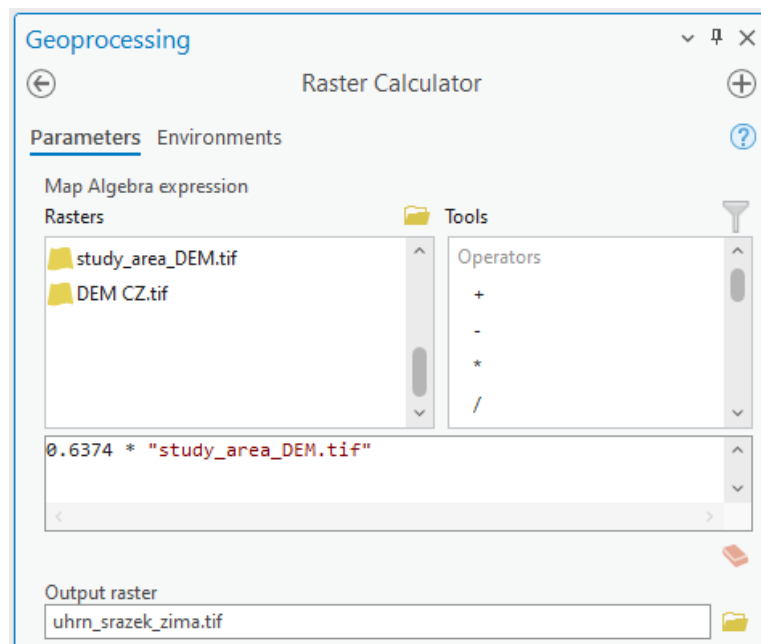 Geoprocessing
Raster Calculator
Parameters Environments
Map Algebra expression
Rasters
Tools
study_area_DEM.tif
DEM CZ.tif
Operators
+
-
*
/
0.6374 * "study_area_DEM.tif"
Output raster
uhrn_srazek_zima.tif